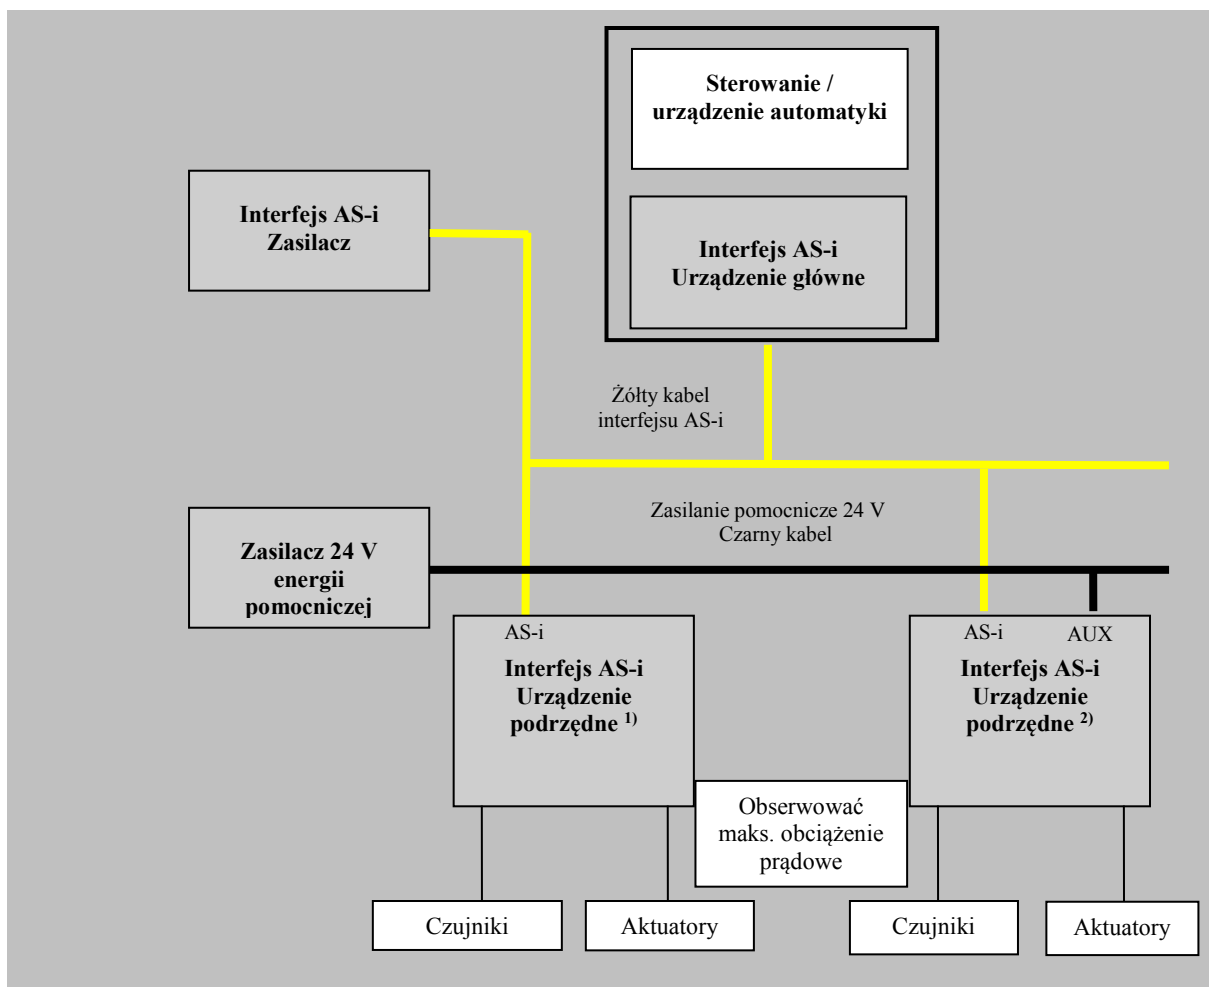 Sterowanie /
urządzenie automatyki
Interfejs AS-i
Zasilacz
Interfejs AS-i
Urządzenie główne
Żółty kabel
interfejsu AS-i
Zasilanie pomocnicze 24 V
Czarny kabel
Zasilacz 24 V
energii
pomocniczej
AS-i
Interfejs AS-i
Urządzenie
podrzędne 1)
AS-i AUX
Interfejs AS-i
Urządzenie
podrzędne 2)
Obserwować
maks. obciążenie
prądowe
Czujniki
Aktuatory
Czujniki
Aktuatory